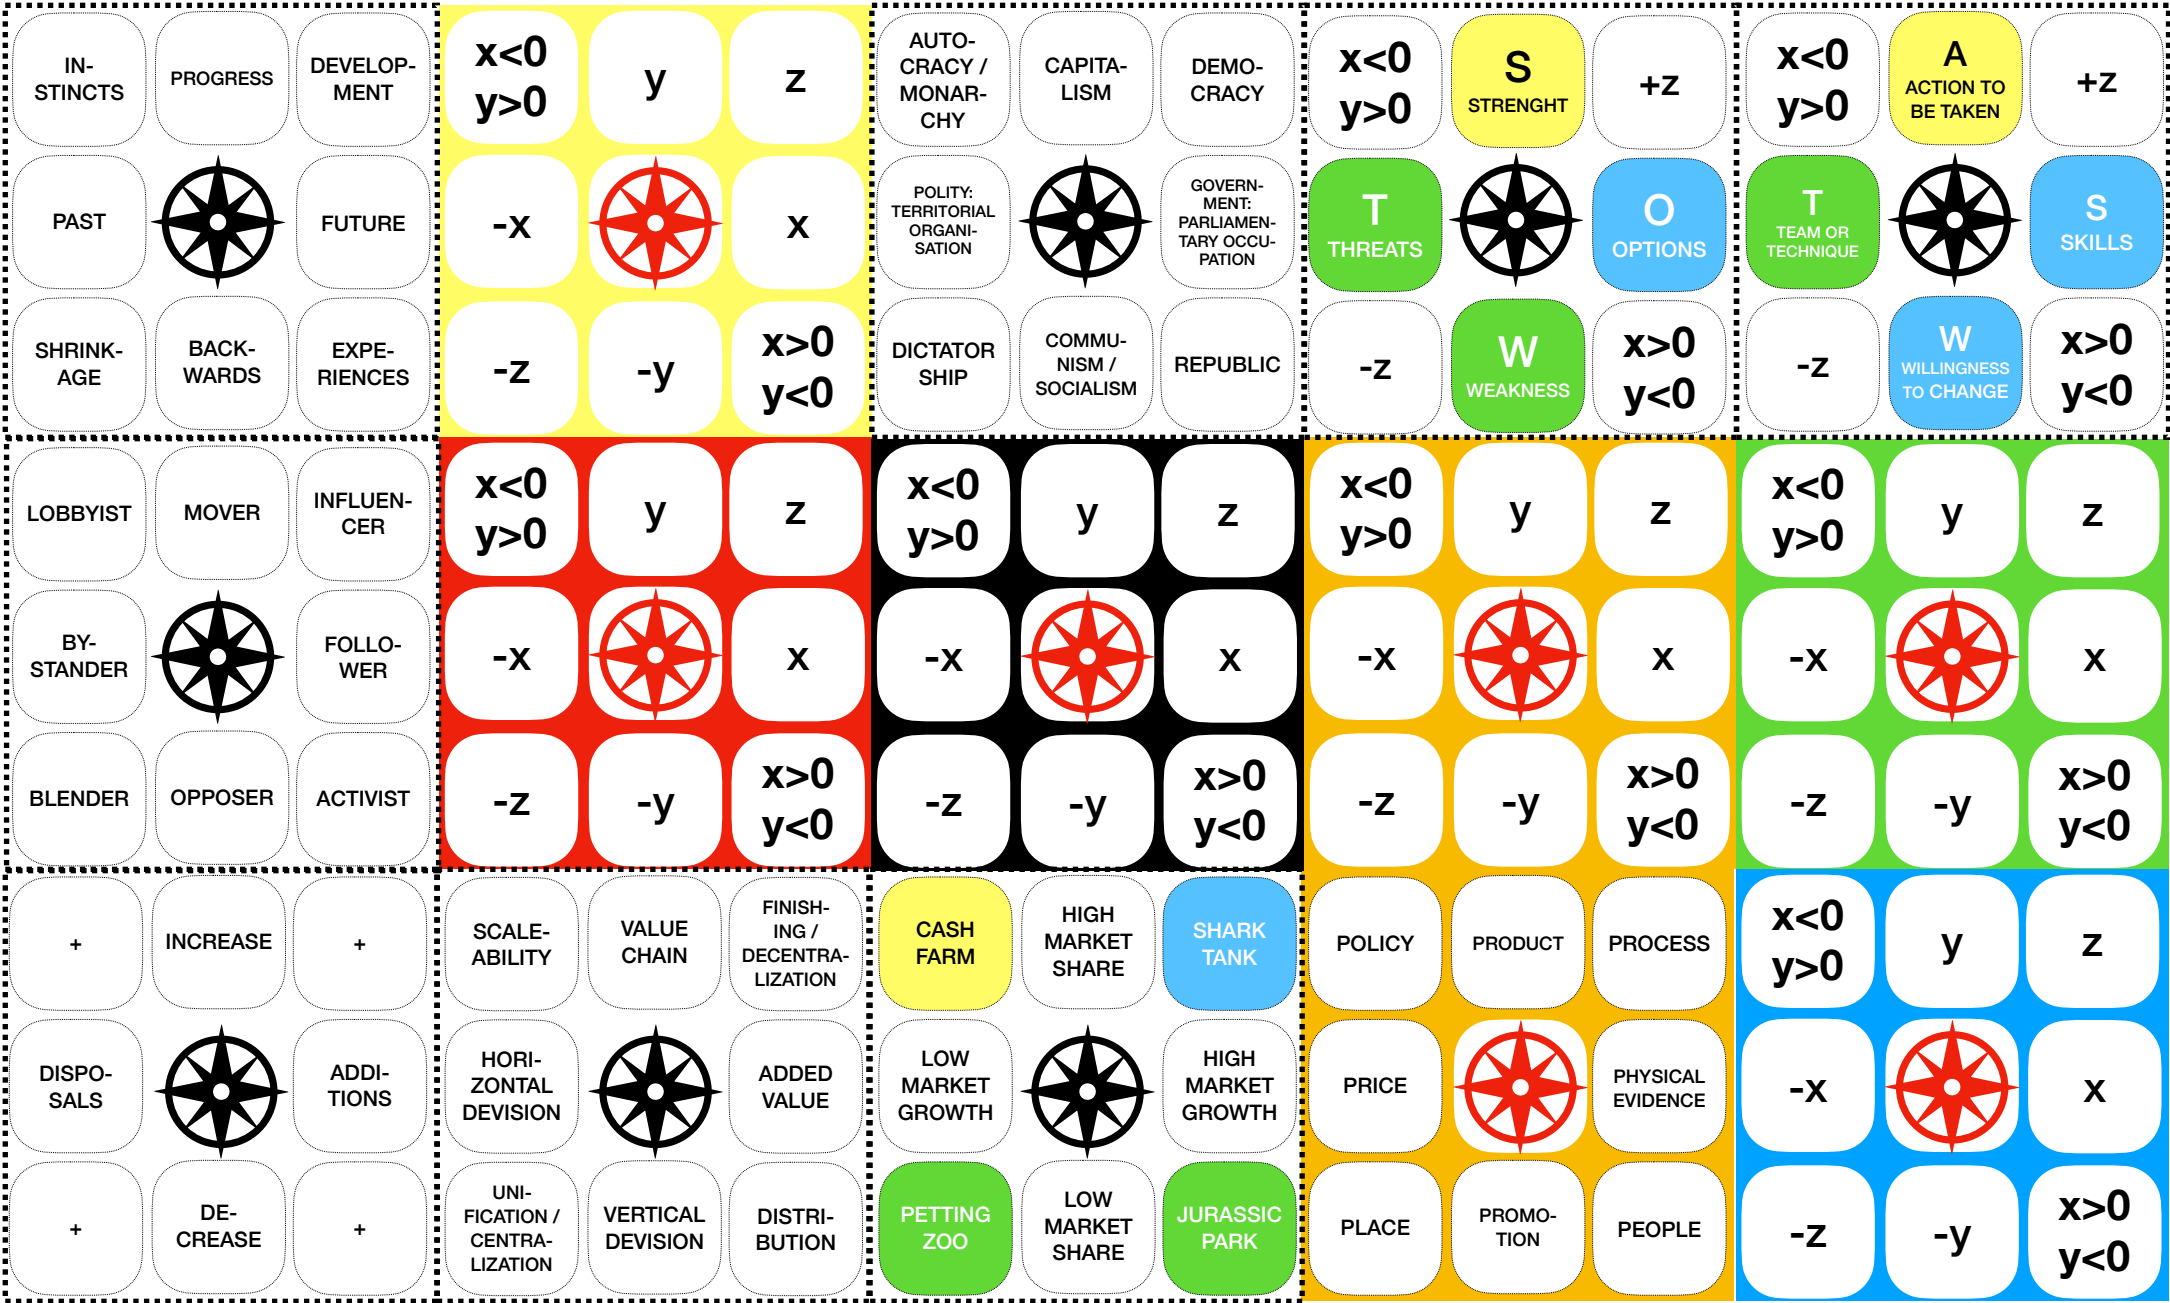 IN-
STINCTS
PROGRESS
DEVELOP-
MENT
PAST
FUTURE
SHRINK-
AGE
BACK-
WARDS
EXPE-
RIENCES
x<0
y>0
y
z
-x
x
-z
-y
x>0
y<0
AUTO-
CRACY /
MONAR-
CHY
CAPITA-
LISM
DEMO-
CRACY
POLITY:
TERRITORIAL
ORGANI-
SATION
GOVERN-
MENT:
PARLIAMEN-
TARY OCCU-
PATION
DICTATOR
SHIP
COMMU-
NISM /
SOCIALISM
REPUBLIC
x<0
y>0
S
STRENGHT
+z
T
THREATS
O
OPTIONS
-z
W
WEAKNESS
x>0
y<0
x<0
y>0
A
ACTION TO
BE TAKEN
+z
T
TEAM OR
TECHNIQUE
S
SKILLS
-z
W
WILLINGNESS
TO CHANGE
x>0
y<0
LOBBYIST
MOVER
INFLUEN-
CER
BY-
STANDER
FOLLO-
WER
BLENDER
OPPOSER
ACTIVIST
x<0
y>0
y
z
-x
x
-z
-y
x>0
y<0
x<0
y>0
y
z
-x
x
-z
-y
x>0
y<0
x<0
y>0
y
z
-x
x
-z
-y
x>0
y<0
x<0
y>0
y
z
-x
x
-z
-y
x>0
y<0
+
INCREASE
+
DISPO-
SALS
ADDI-
TIONS
+
DE-
CREASE
+
SCALE-
ABILITY
VALUE
CHAIN
FINISH-
ING /
DECENTRA-
LIZATION
HORI-
ZONTAL
DEVISION
ADDED
VALUE
UNI-
FICATION /
CENTRA-
LIZATION
VERTICAL
DEVISION
DISTRI-
BUTION
CASH
FARM
HIGH
MARKET
SHARE
SHARK
TANK
LOW
MARKET
GROWTH
HIGH
MARKET
GROWTH
PETTING
ZOO
LOW
MARKET
SHARE
JURASSIC
PARK
POLICY
PRODUCT
PROCESS
PRICE
PHYSICAL
EVIDENCE
PLACE
PROMO-
TION
PEOPLE
x<0
y>0
y
z
-x
x
-z
-y
x>0
y<0